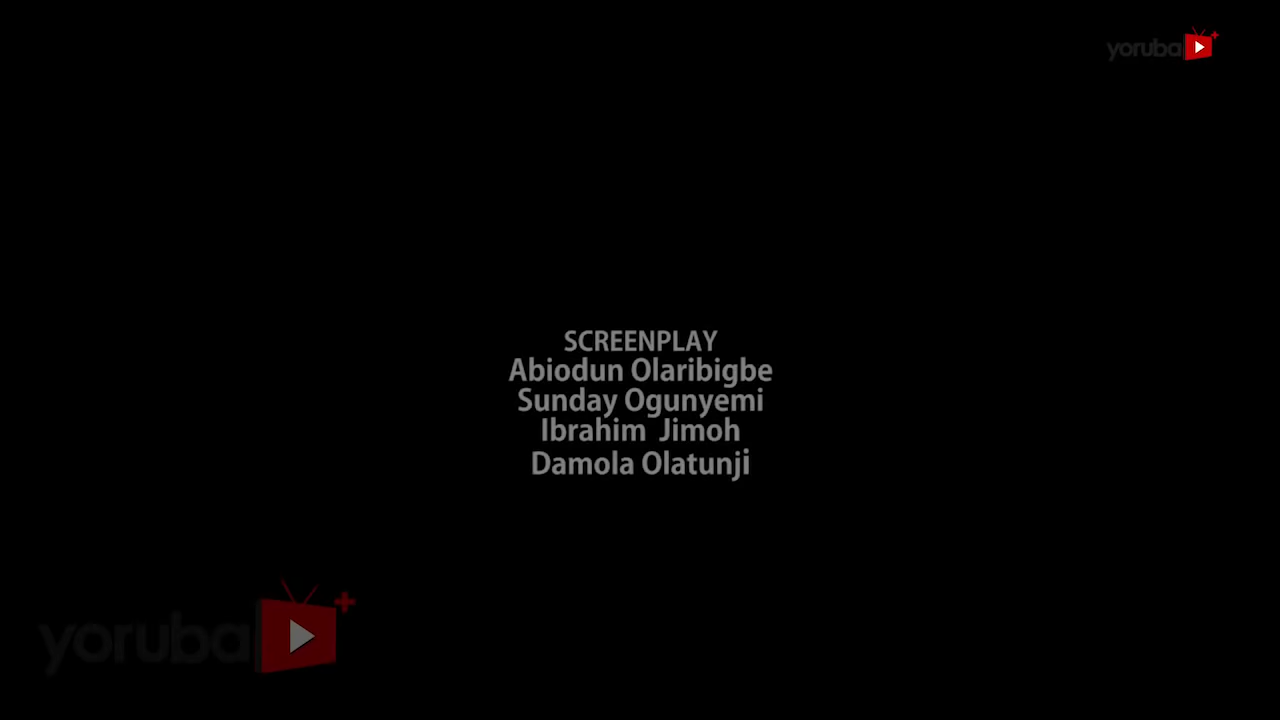 yoruba
SCREENPLAY
Abiodun Olaribigbe
Sunday Ogunyemi
Ibrahim Jimoh
Damola Olatunji
yoruba